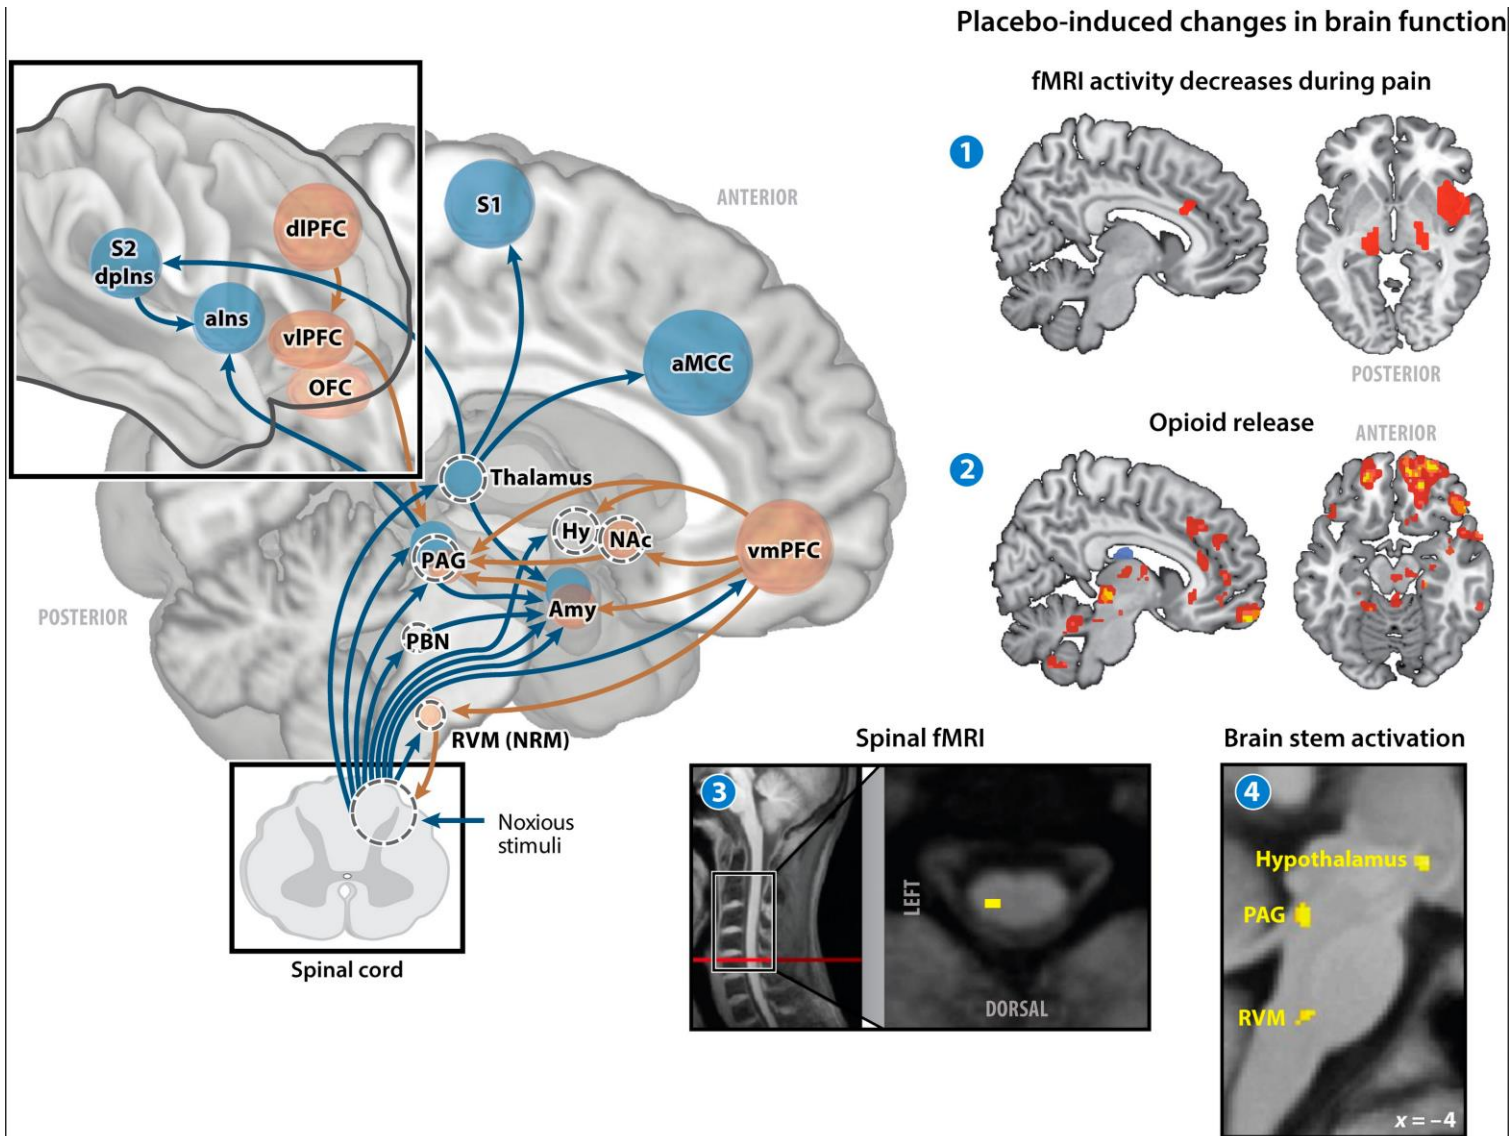 Placebo-induced changes in brain function
fMRI activity decreases during pain
1
ANTERIOR
S1
dlPFC
S2
dpIns
aIns
vlPFC
OFC
aMCC
POSTERIOR
Opioid release
ANTERIOR
2
Thalamus
Hy
NAc
PAG
vmPFC
Amy
POSTERIOR
PBN
RVM (NRM)
Noxious
stimuli
Spinal cord
Spinal fMRI
3
LEFT
DORSAL
Brain stem activation
4
Hypothalamus
PAG
RVM
x = –4